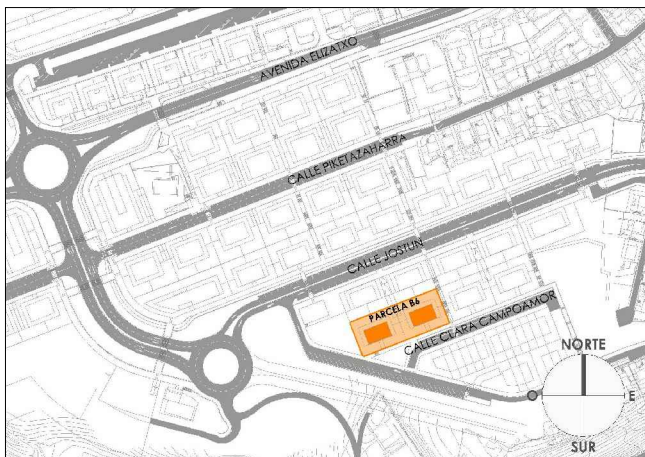 AVENIDA ELIZATXO
CALLE PIKETAZAHARRA
CALLE JOSTUN
PARCELA B6
CALLE CLARA CAMPOAMOR
NORTE
O
E
SUR